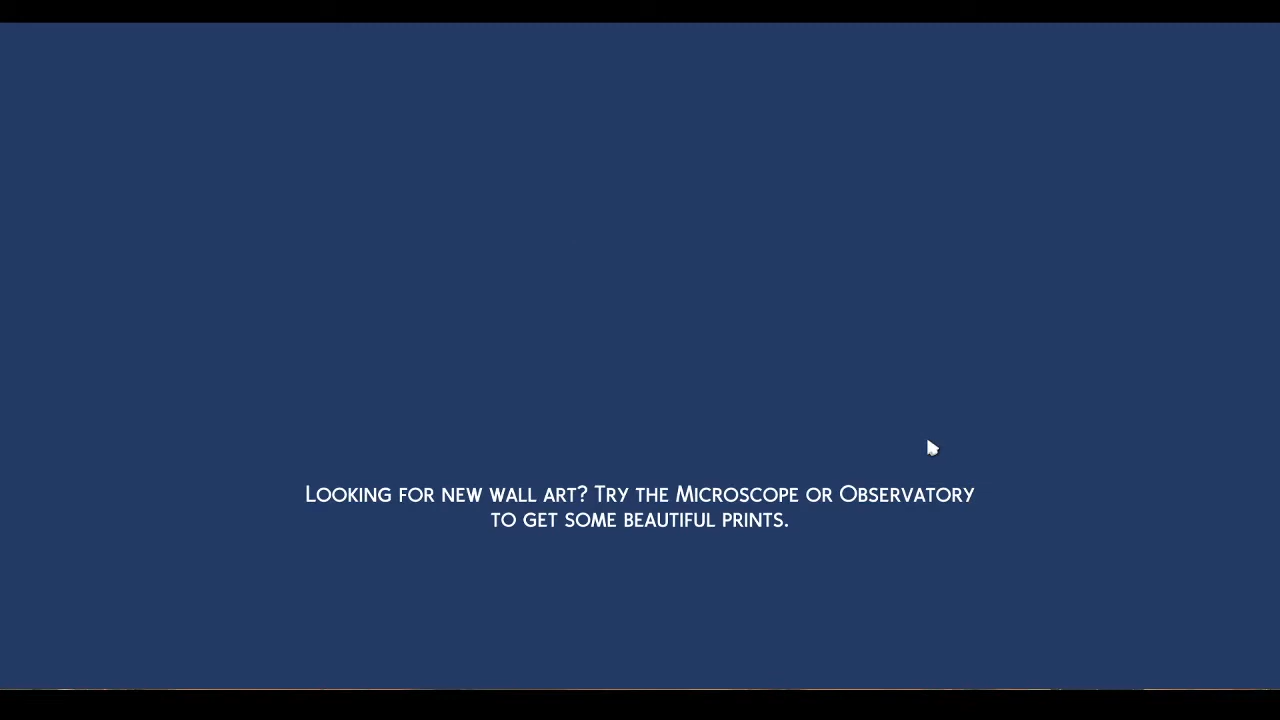 Looking for new wall art? Try the Microscope or Observatory
to get some beautiful prints.